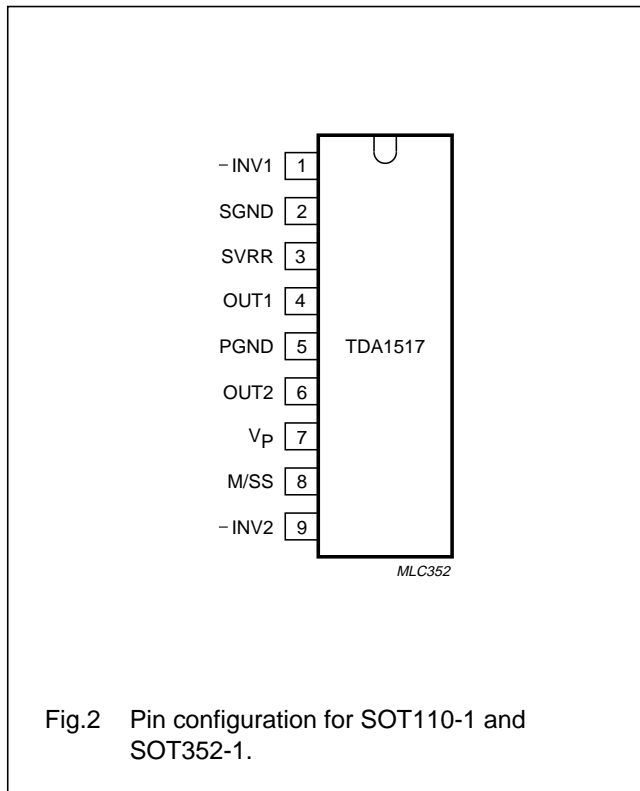 −INV1 1
SGND 2
SVRR 3
OUT1 4
PGND 5
TDA1517
OUT2 6
VP 7
M/SS 8
−INV2 9
MLC352
Fig.2 Pin configuration for SOT110-1 and
SOT352-1.